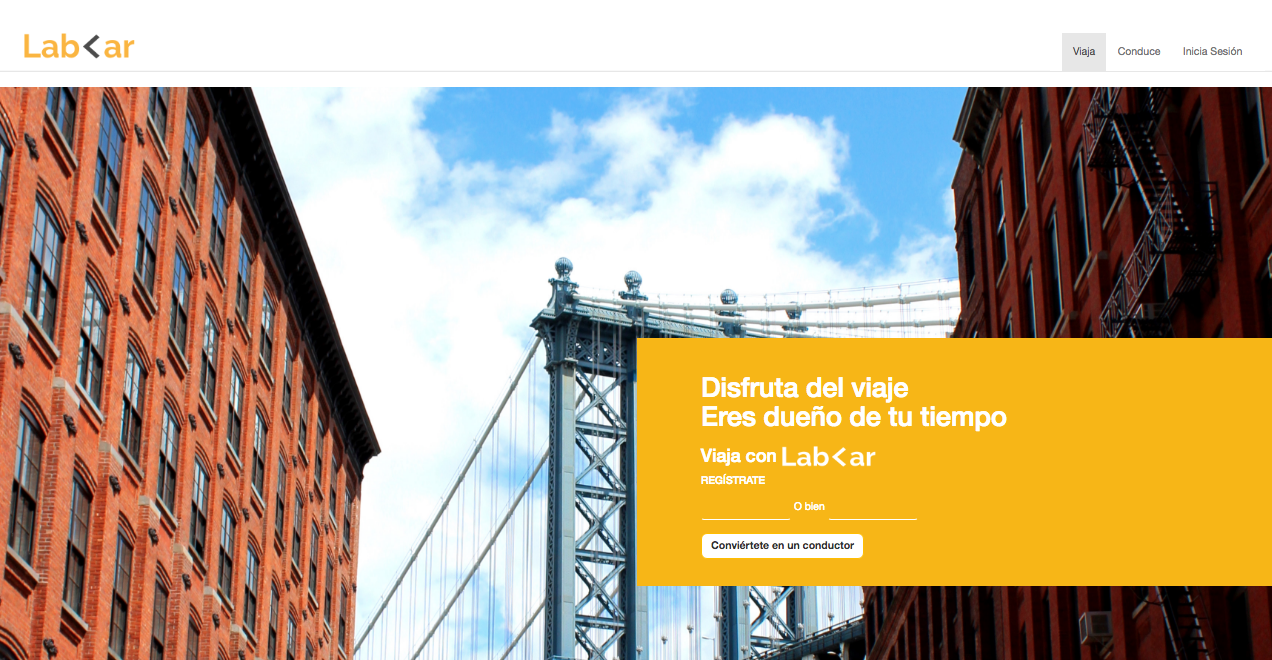 Lab<ar
Viaja
Conduce
Inicia Sesión
Disfruta del viaje
Eres dueño de tu tiempo
Viaja con Lab<ar
REGÍSTRATE
O bien
Conviértete en un conductor